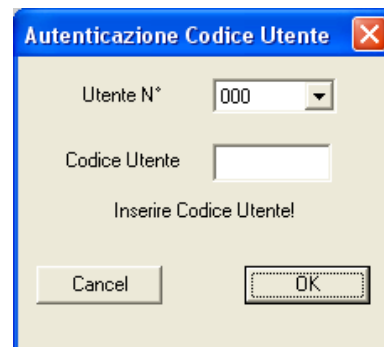 Autenticazione Codice Utente
Utente N° 000
Codice Utente
Inserire Codice Utente!
Cancel OK